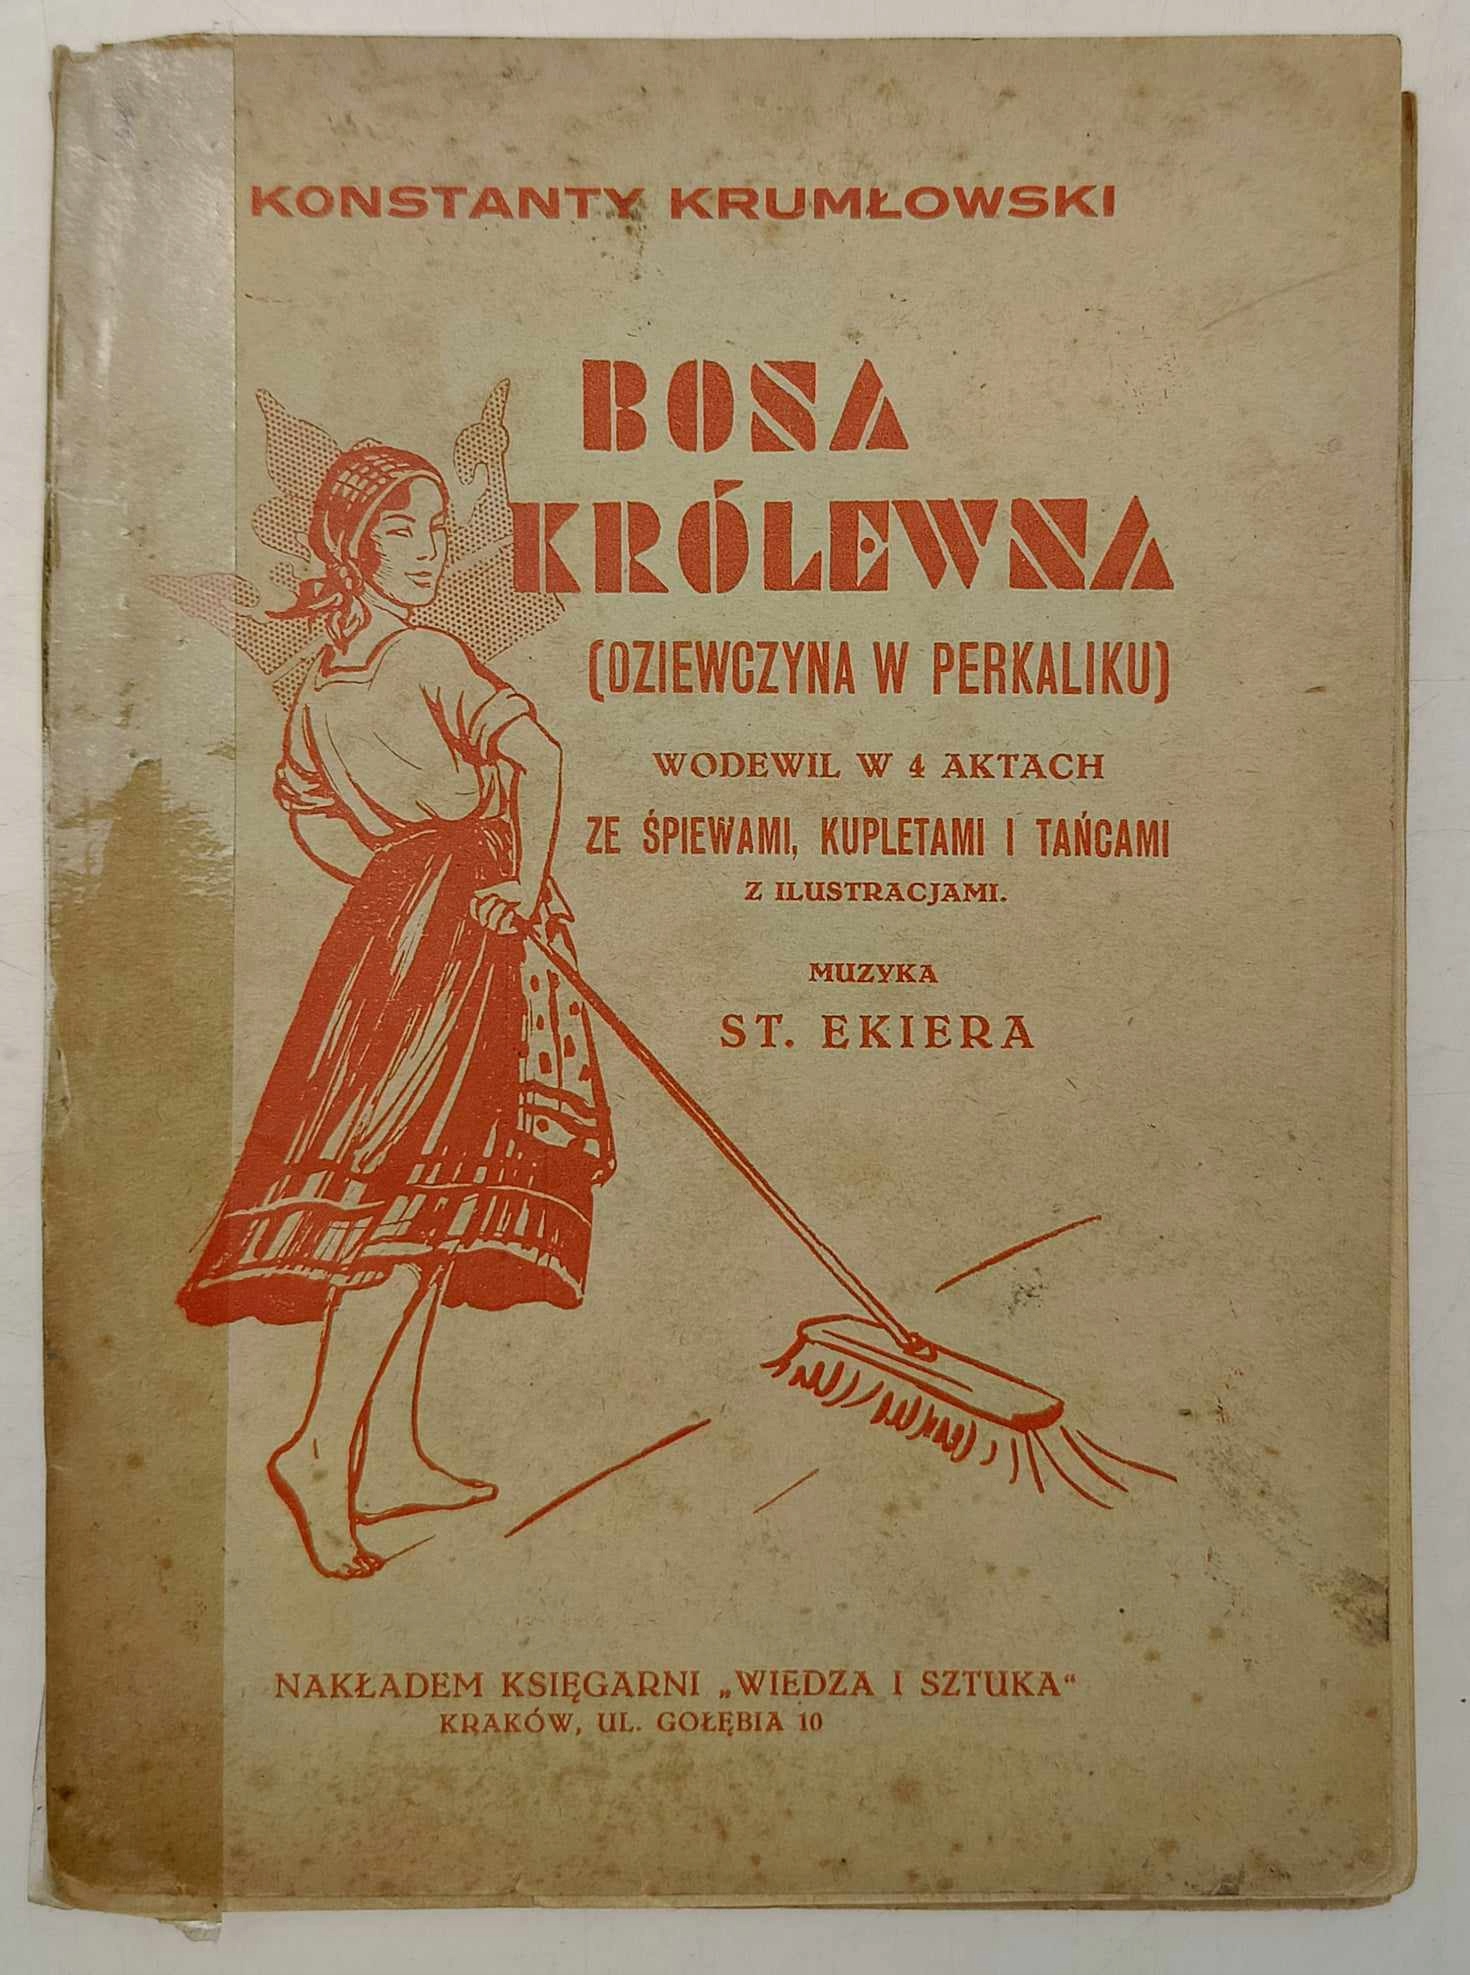 KONSTANTY KRUMŁOWSKI
BOSA
KRÓLEWNA
(DZIEWCZYNA W PERKALIKU)
WODEWIL W 4 AKTACH
ZE ŚPIEWAMI, KUPLETAMI I TAŃCAMI
Z ILUSTRACJAMI.
MUZYKA
ST. EKIERA
NAKŁADEM KSIĘGARNI „WIEDZA I SZTUKA“
KRAKÓW, UL. GOŁĘBIA 10